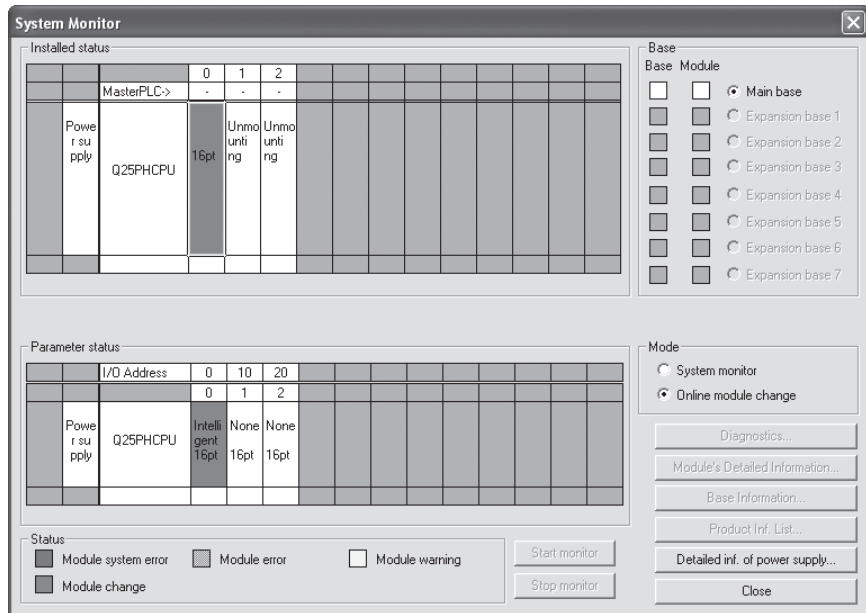 System Monitor
Installed status
0 1 2
MasterPLC-> - - -
Powe
r su
pply
Q25PHCPU
16pt
Unmo
unti
ng
Unmo
unti
ng
Base
Base Module
Main base
Expansion base 1
Expansion base 2
Expansion base 3
Expansion base 4
Expansion base 5
Expansion base 6
Expansion base 7
Parameter status
I/O Address 0 10 20
0 1 2
Powe
r su
pply
Q25PHCPU
Intelli
gent
16pt
None
16pt
None
16pt
Mode
System monitor
Online module change
Diagnostics...
Module's Detailed Information...
Base Information...
Product Inf. List...
Detailed inf. of power supply...
Close
Status
Module system error
Module error
Module warning
Module change
Start monitor
Stop monitor